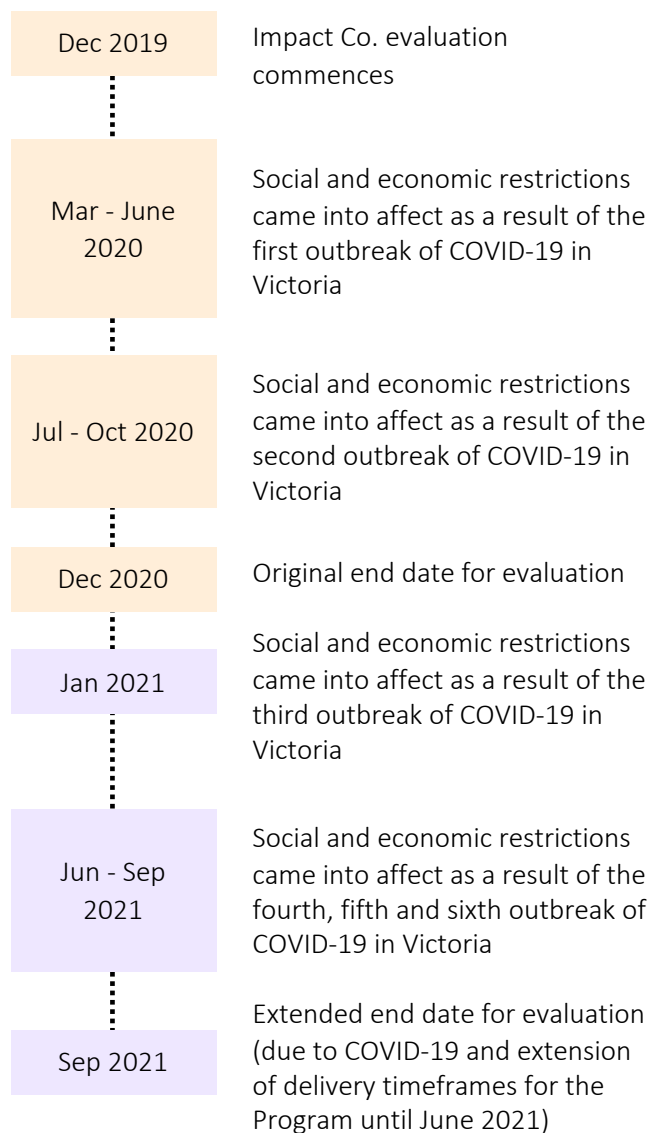 Dec 2019
Impact Co. evaluation
commences
Mar - June
2020
Social and economic restrictions
came into affect as a result of the
first outbreak of COVID-19 in
Victoria
Jul - Oct 2020
Social and economic restrictions
came into affect as a result of the
second outbreak of COVID-19 in
Victoria
Dec 2020
Original end date for evaluation
Jan 2021
Social and economic restrictions
came into affect as a result of the
third outbreak of COVID-19 in
Victoria
Jun - Sep
2021
Social and economic restrictions
came into affect as a result of the
fourth, fifth and sixth outbreak of
COVID-19 in Victoria
Sep 2021
Extended end date for evaluation
(due to COVID-19 and extension
of delivery timeframes for the
Program until June 2021)